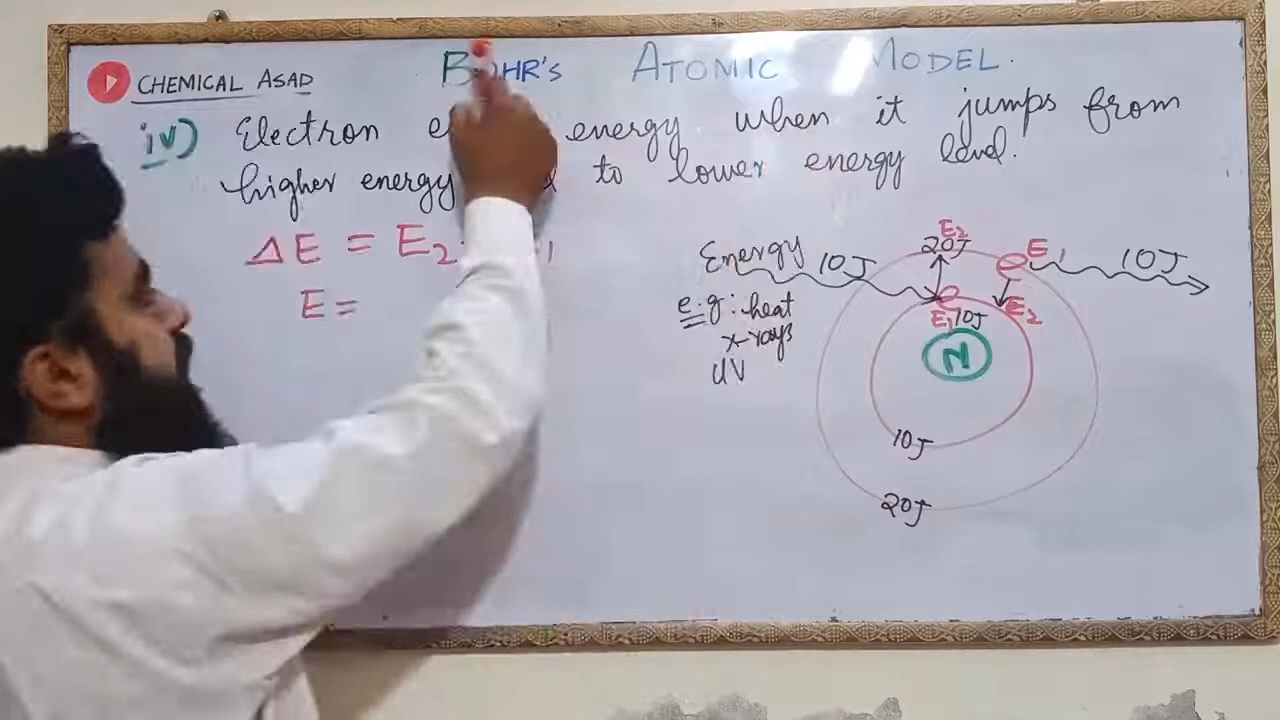 CHEMICAL ASAD
BOHR'S ATOMIC MODEL.
iv) Electron energy when it jumps from
higher energy to lower energy level.
ΔE = E2
E =
Energy
e.g: heat
x-rays
UV
10J
E2
20J
E1
10J
E1
10J
E2
N
10J
20J